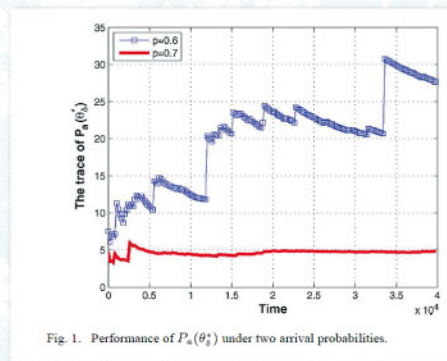 35
30
25
20
15
10
5
0
The trace of P_a(θ*_δ)
p=0.6
p=0.7
0 0.5 1 1.5 2 2.5 3 3.5 4
Time
x 10^4
Fig. 1. Performance of P_a(θ*_δ) under two arrival probabilities.